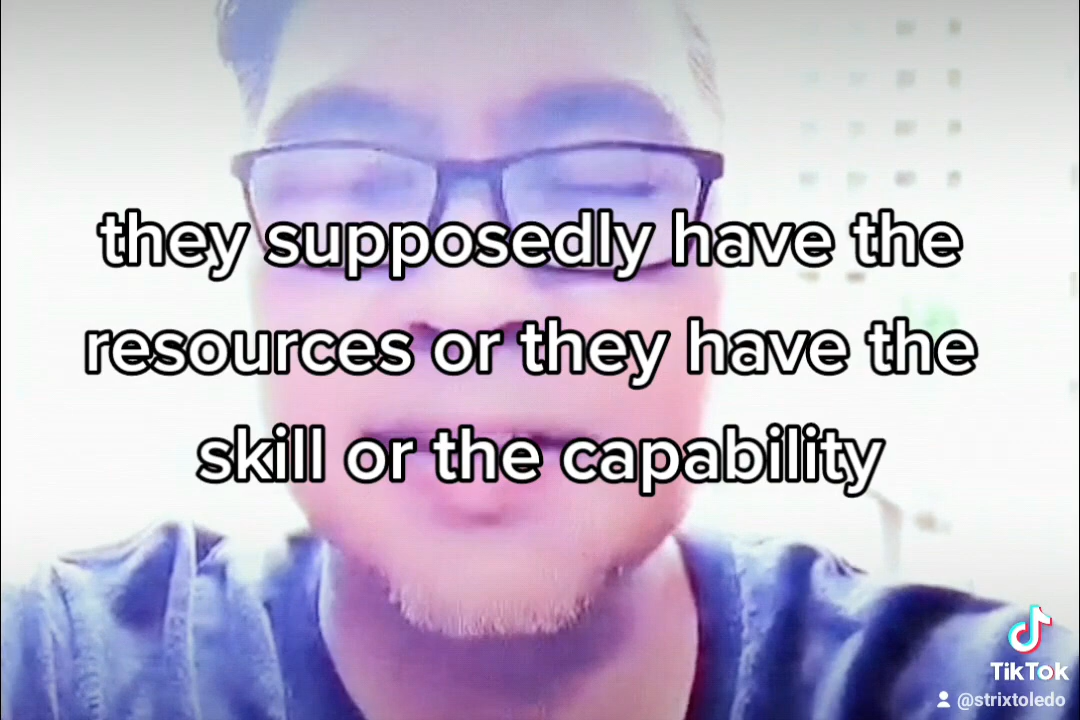 they supposedly have the
resources or they have the
skill or the capability
TikTok
@strixtoledo